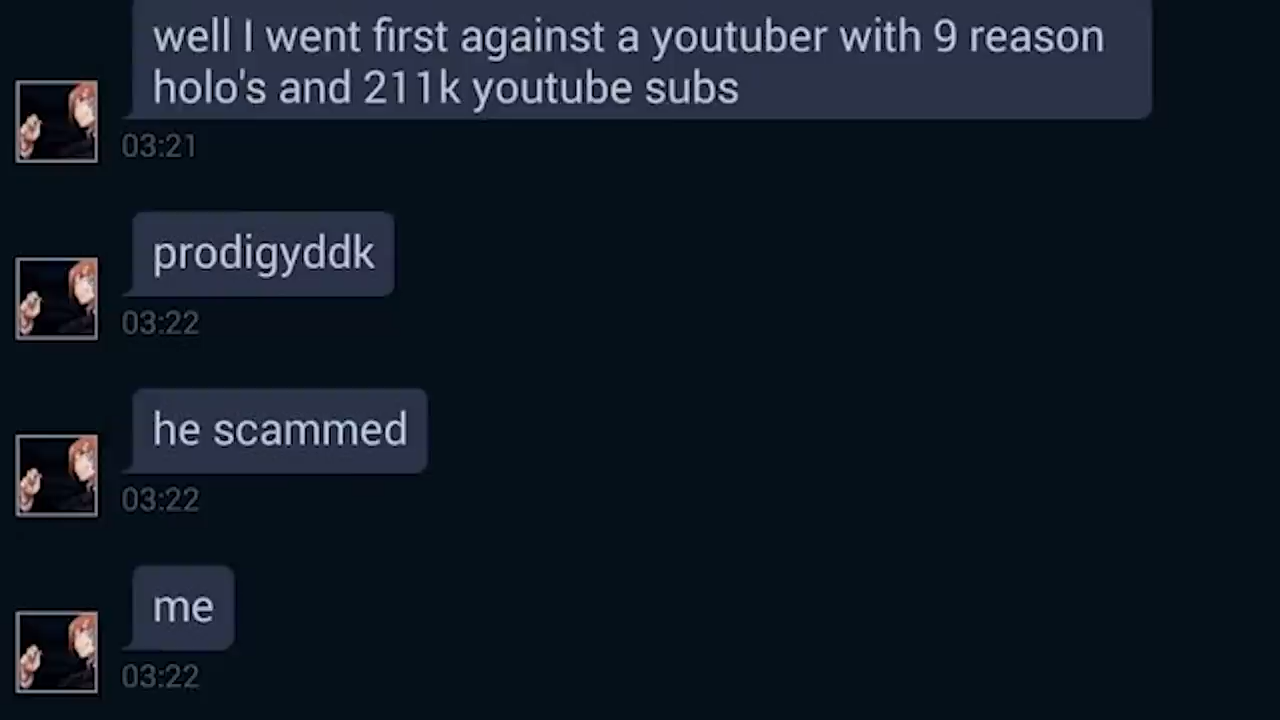 well I went first against a youtuber with 9 reason
holo's and 211k youtube subs
03:21
prodigyddk
03:22
he scammed
03:22
me
03:22